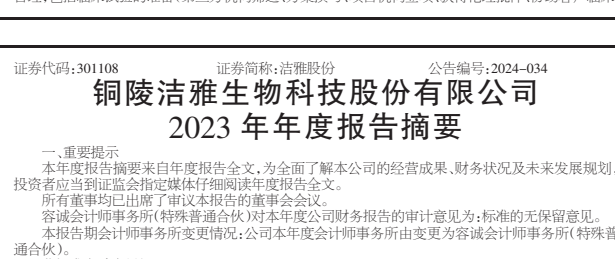 证券代码:301108 证券简称:洁雅股份 公告编号:2024-034
铜陵洁雅生物科技股份有限公司
2023 年年度报告摘要
一、重要提示
本年度报告摘要来自年度报告全文,为全面了解本公司的经营成果、财务状况及未来发展规划,
投资者应当到证监会指定媒体仔细阅读年度报告全文。
所有董事均已出席了审议本报告的董事会会议。
容诚会计师事务所(特殊普通合伙)对本年度公司财务报告的审计意见为:标准的无保留意见。
本报告期会计师事务所变更情况:公司本年度会计师事务所由变更为容诚会计师事务所(特殊普
通合伙)。